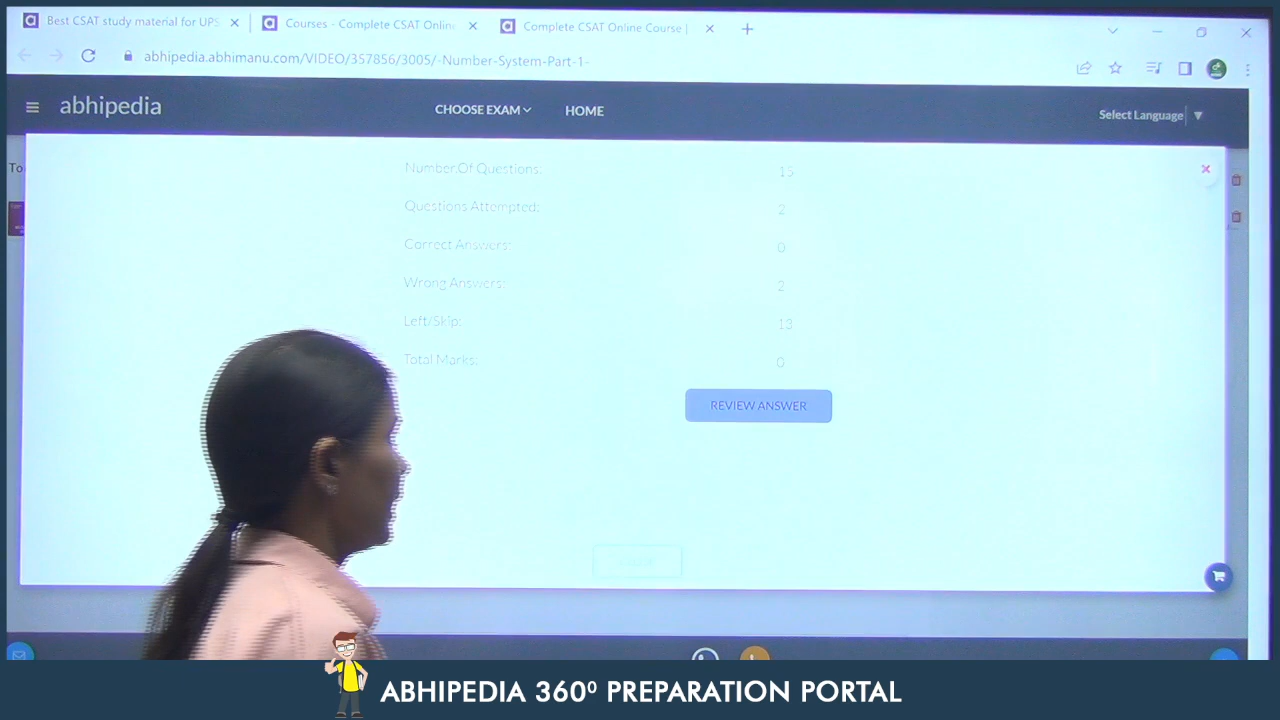 Best CSAT study material for UPS
Courses - Complete CSAT Online
Complete CSAT Online Course |
abhipedia.abhimanu.com/VIDEO/357856/3005/-Number-System-Part-1-
abhipedia
CHOOSE EXAM
HOME
Select Language
To
Number Of Questions: 15
Questions Attempted: 2
Correct Answers: 0
Wrong Answers: 2
Left/Skip: 13
Total Marks: 0
REVIEW ANSWER
ABHIPEDIA 360⁰ PREPARATION PORTAL